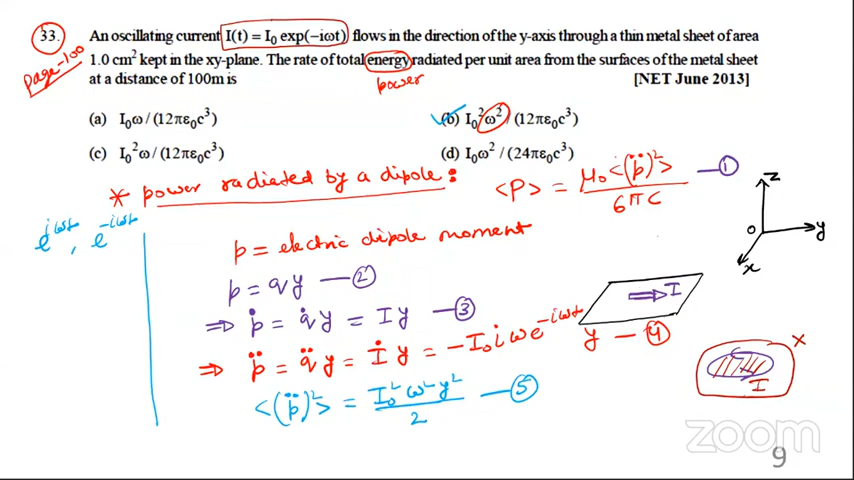 33. An oscillating current I(t) = I₀ exp(−iωt) flows in the direction of the y-axis through a thin metal sheet of area
page-100
1.0 cm² kept in the xy-plane. The rate of total energy radiated per unit area from the surfaces of the metal sheet
power
at a distance of 100m is [NET June 2013]
(a) I₀ω / (12πε₀c³) (b) I₀²ω² / (12πε₀c³)
(c) I₀²ω / (12πε₀c³) (d) I₀ω² / (24πε₀c³)
* power radiated by a dipole: <P> = μ₀<(p̈)²> / 6πc —①
e^{iωt}, e^{-iωt}
p = electric dipole moment
p = qy —②
⇒ ṗ = q̇y = Iy —③
⇒ p̈ = q̈y = İy = −I₀iωe^{−iωt} y —④
<(p̈)²> = I₀²ω²y² / 2 —⑤
z
o y
x
I
x
I
zoom
9